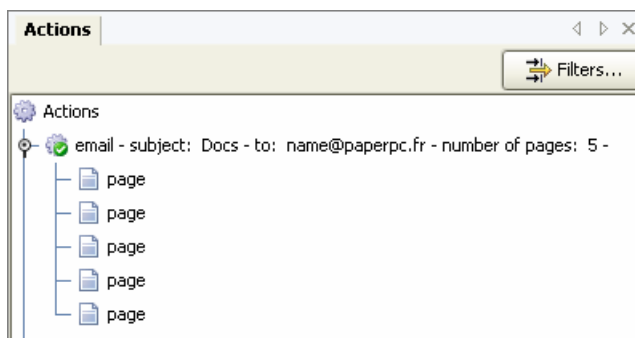 Actions
Filters...
Actions
email - subject: Docs - to: name@paperpc.fr - number of pages: 5 -
page
page
page
page
page